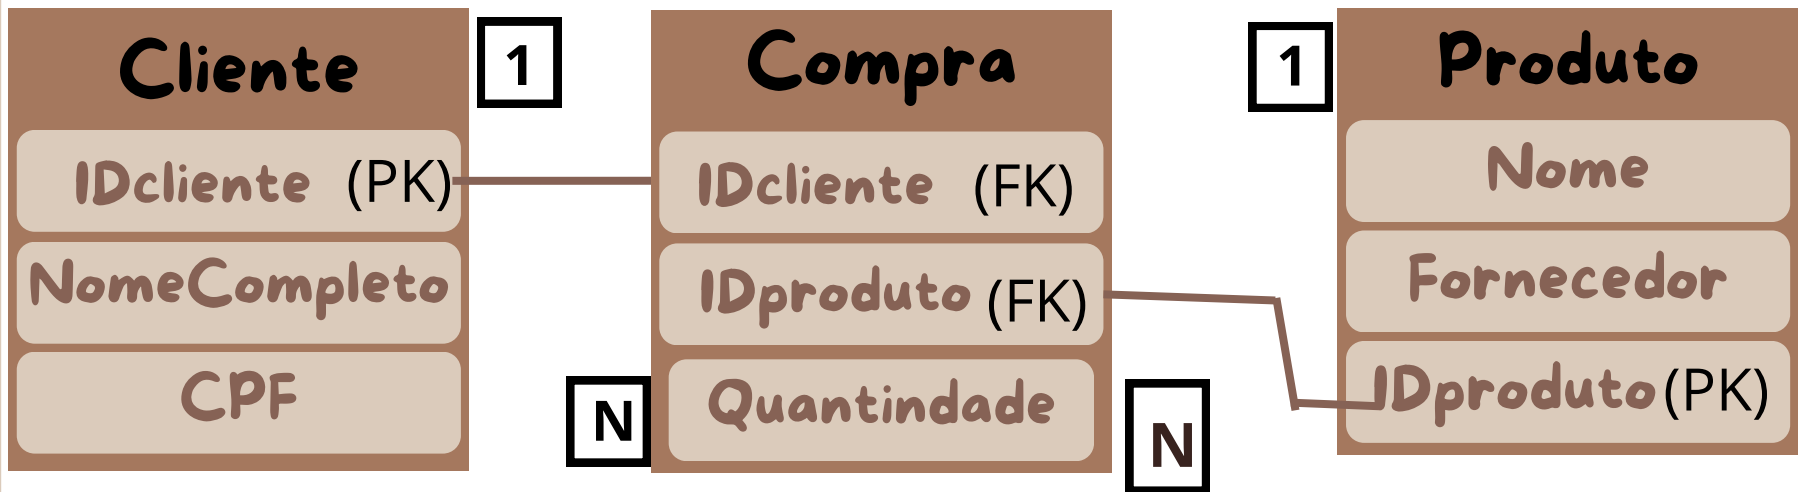 Cliente
IDcliente (PK)
NomeCompleto
CPF
1
N
Compra
IDcliente (FK)
IDproduto (FK)
Quantindade
1
N
Produto
Nome
Fornecedor
IDproduto (PK)